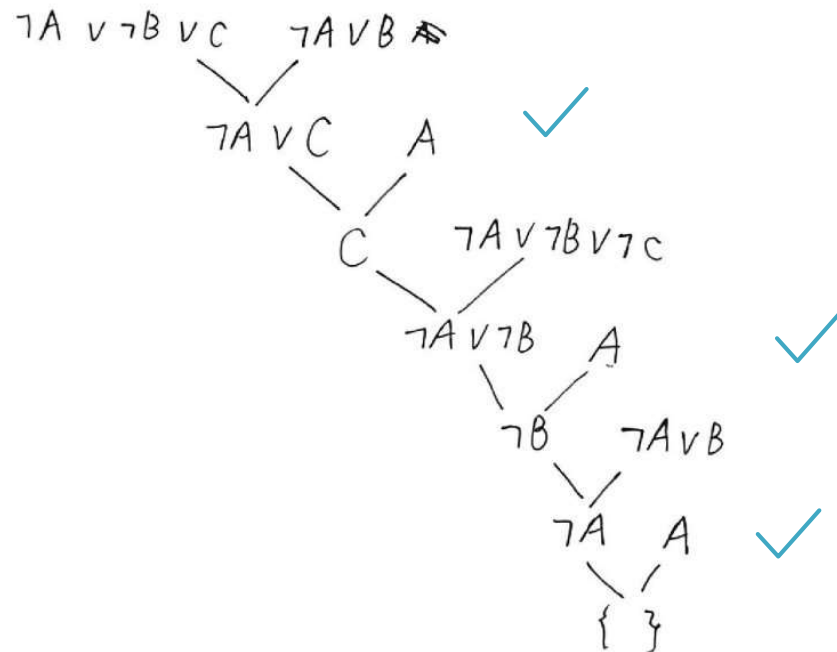 ¬A ∨ ¬B ∨ C ¬A ∨ B
¬A ∨ C A
C ¬A ∨ ¬B ∨ ¬C
¬A ∨ ¬B A
¬B ¬A ∨ B
¬A A
{ }